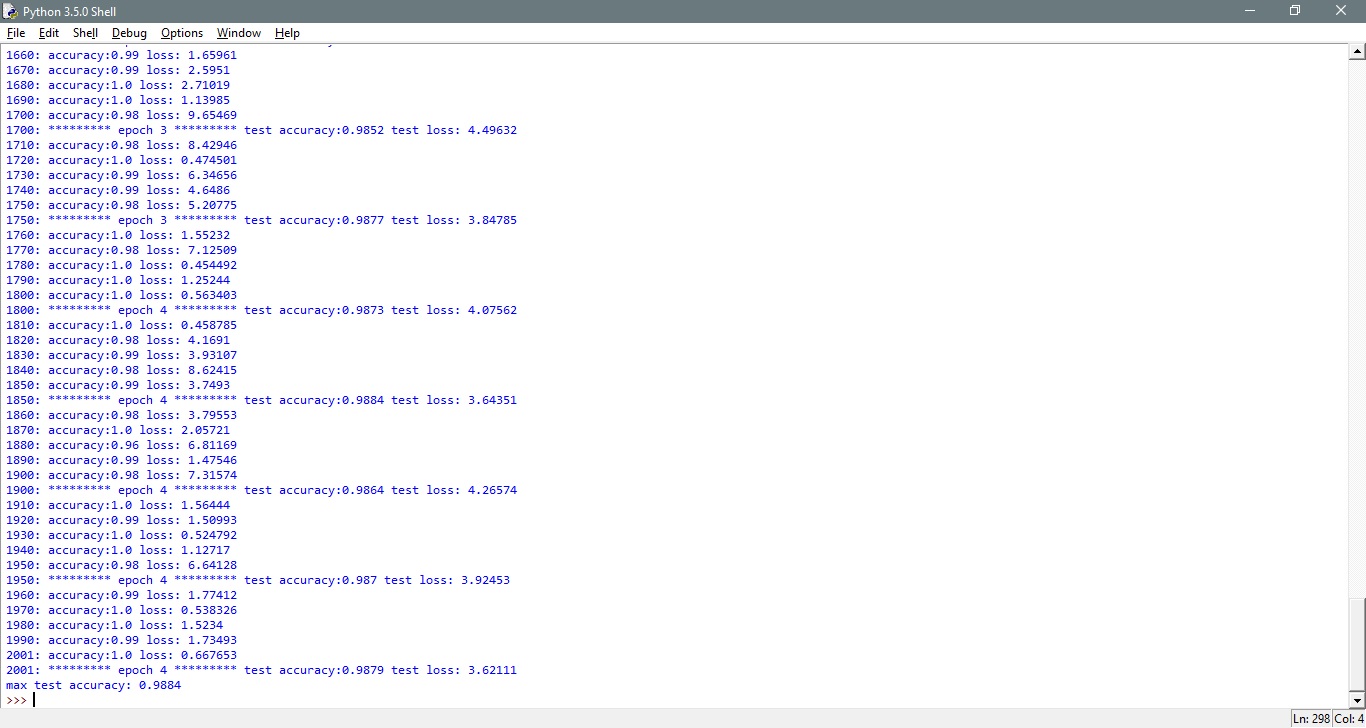 Python 3.5.0 Shell
File Edit Shell Debug Options Window Help
1660: accuracy:0.99 loss: 1.65961
1670: accuracy:0.99 loss: 2.5951
1680: accuracy:1.0 loss: 2.71019
1690: accuracy:1.0 loss: 1.13985
1700: accuracy:0.98 loss: 9.65469
1700: ********* epoch 3 ********* test accuracy:0.9852 test loss: 4.49632
1710: accuracy:0.98 loss: 8.42946
1720: accuracy:1.0 loss: 0.474501
1730: accuracy:0.99 loss: 6.34656
1740: accuracy:0.99 loss: 4.6486
1750: accuracy:0.98 loss: 5.20775
1750: ********* epoch 3 ********* test accuracy:0.9877 test loss: 3.84785
1760: accuracy:1.0 loss: 1.55232
1770: accuracy:0.98 loss: 7.12509
1780: accuracy:1.0 loss: 0.454492
1790: accuracy:1.0 loss: 1.25244
1800: accuracy:1.0 loss: 0.563403
1800: ********* epoch 4 ********* test accuracy:0.9873 test loss: 4.07562
1810: accuracy:1.0 loss: 0.458785
1820: accuracy:0.98 loss: 4.1691
1830: accuracy:0.99 loss: 3.93107
1840: accuracy:0.98 loss: 8.62415
1850: accuracy:0.99 loss: 3.7493
1850: ********* epoch 4 ********* test accuracy:0.9884 test loss: 3.64351
1860: accuracy:0.98 loss: 3.79553
1870: accuracy:1.0 loss: 2.05721
1880: accuracy:0.96 loss: 6.81169
1890: accuracy:0.99 loss: 1.47546
1900: accuracy:0.98 loss: 7.31574
1900: ********* epoch 4 ********* test accuracy:0.9864 test loss: 4.26574
1910: accuracy:1.0 loss: 1.56444
1920: accuracy:0.99 loss: 1.50993
1930: accuracy:1.0 loss: 0.524792
1940: accuracy:1.0 loss: 1.12717
1950: accuracy:0.98 loss: 6.64128
1950: ********* epoch 4 ********* test accuracy:0.987 test loss: 3.92453
1960: accuracy:0.99 loss: 1.77412
1970: accuracy:1.0 loss: 0.538326
1980: accuracy:1.0 loss: 1.5234
1990: accuracy:0.99 loss: 1.73493
2001: accuracy:1.0 loss: 0.667653
2001: ********* epoch 4 ********* test accuracy:0.9879 test loss: 3.62111
max test accuracy: 0.9884
>>>
Ln: 298 Col: 4